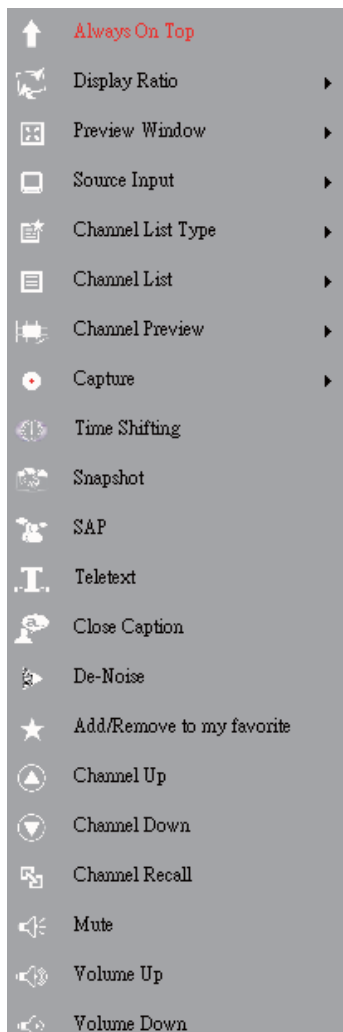 Always On Top
Display Ratio
Preview Window
Source Input
Channel List Type
Channel List
Channel Preview
Capture
Time Shifting
Snapshot
SAP
Teletext
Close Caption
De-Noise
Add/Remove to my favorite
Channel Up
Channel Down
Channel Recall
Mute
Volume Up
Volume Down